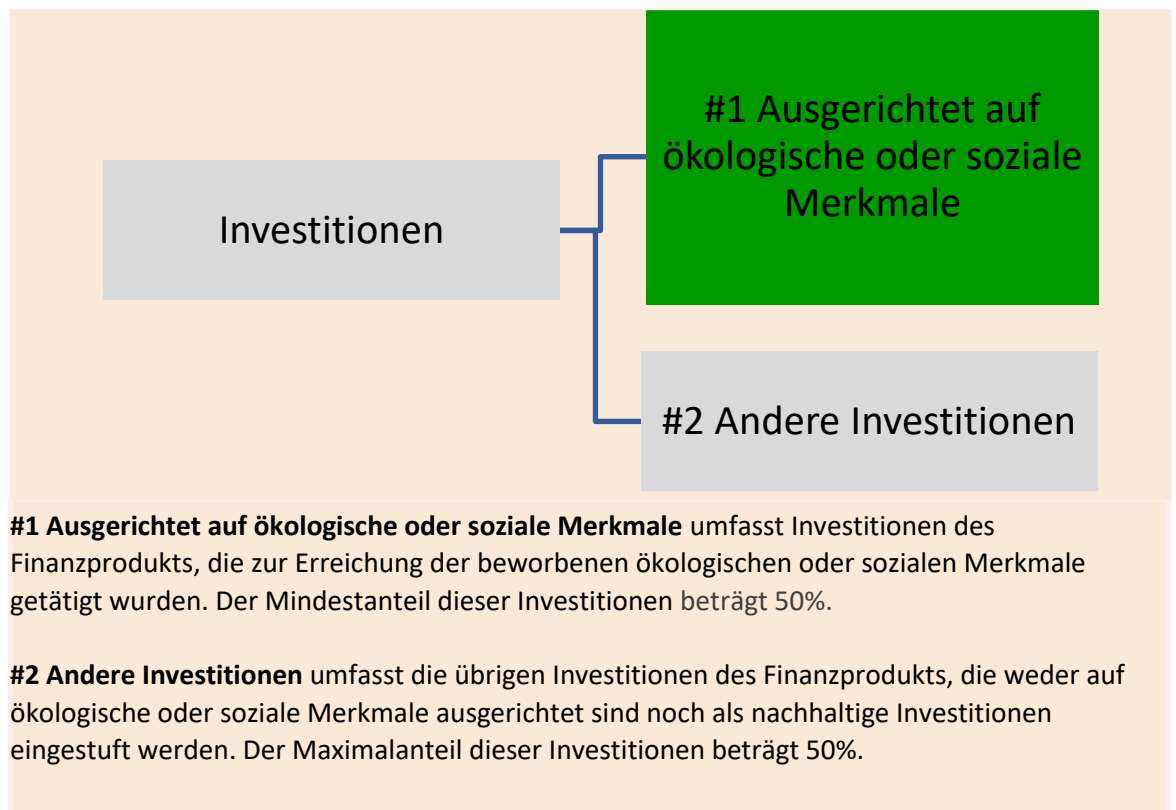 #1 Ausgerichtet auf
ökologische oder soziale
Merkmale
Investitionen
#2 Andere Investitionen
#1 Ausgerichtet auf ökologische oder soziale Merkmale umfasst Investitionen des
Finanzprodukts, die zur Erreichung der beworbenen ökologischen oder sozialen Merkmale
getätigt wurden. Der Mindestanteil dieser Investitionen beträgt 50%.
#2 Andere Investitionen umfasst die übrigen Investitionen des Finanzprodukts, die weder auf
ökologische oder soziale Merkmale ausgerichtet sind noch als nachhaltige Investitionen
eingestuft werden. Der Maximalanteil dieser Investitionen beträgt 50%.